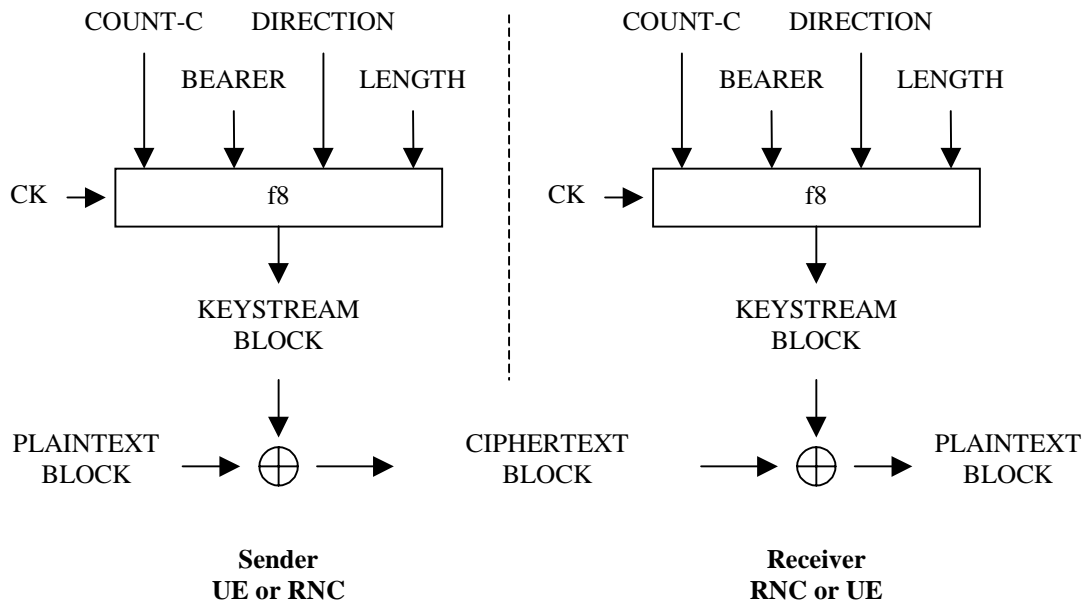 COUNT-C DIRECTION COUNT-C DIRECTION
BEARER LENGTH BEARER LENGTH
CK f8 CK f8
KEYSTREAM BLOCK KEYSTREAM BLOCK
PLAINTEXT BLOCK CIPHERTEXT BLOCK PLAINTEXT BLOCK
Sender Receiver
UE or RNC RNC or UE